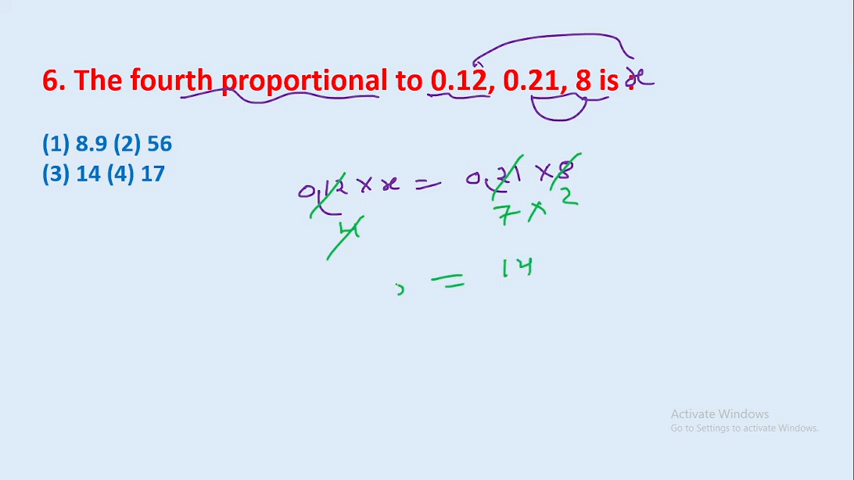 6. The fourth proportional to 0.12, 0.21, 8 is x
(1) 8.9 (2) 56
(3) 14 (4) 17
0.12 × x = 0.21 × 8
4 7 × 2
= 14
Activate Windows
Go to Settings to activate Windows.